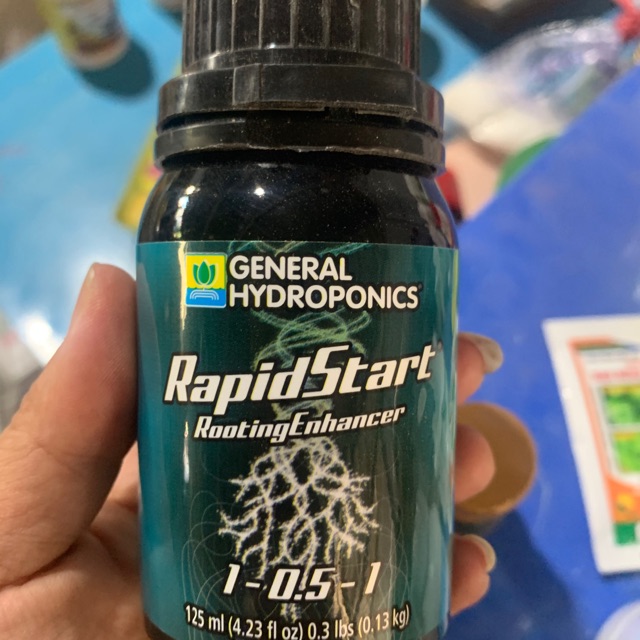 GENERAL
HYDROPONICS
RapidStart
RootingEnhancer
1-0.5-1
125 ml (4.23 fl oz) 0.3 lbs (0.13 kg)